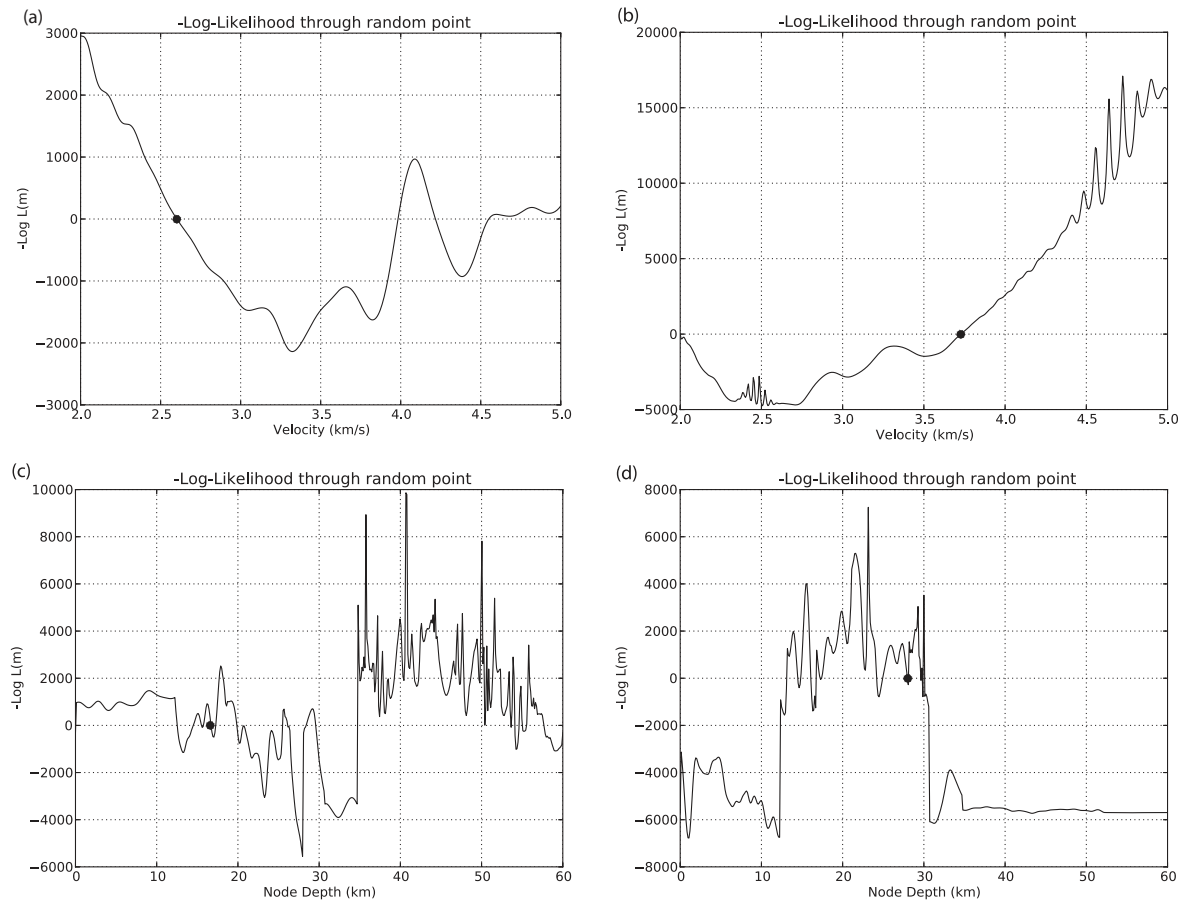 (a)
-Log-Likelihood through random point
3000
2000
1000
0
−1000
−2000
−3000
-Log L(m)
2.0 2.5 3.0 3.5 4.0 4.5 5.0
Velocity (km/s)
(b)
-Log-Likelihood through random point
20000
15000
10000
5000
0
−5000
-Log L(m)
2.0 2.5 3.0 3.5 4.0 4.5 5.0
Velocity (km/s)
(c)
-Log-Likelihood through random point
10000
8000
6000
4000
2000
0
−2000
−4000
−6000
-Log L(m)
0 10 20 30 40 50 60
Node Depth (km)
(d)
-Log-Likelihood through random point
8000
6000
4000
2000
0
−2000
−4000
−6000
−8000
-Log L(m)
0 10 20 30 40 50 60
Node Depth (km)